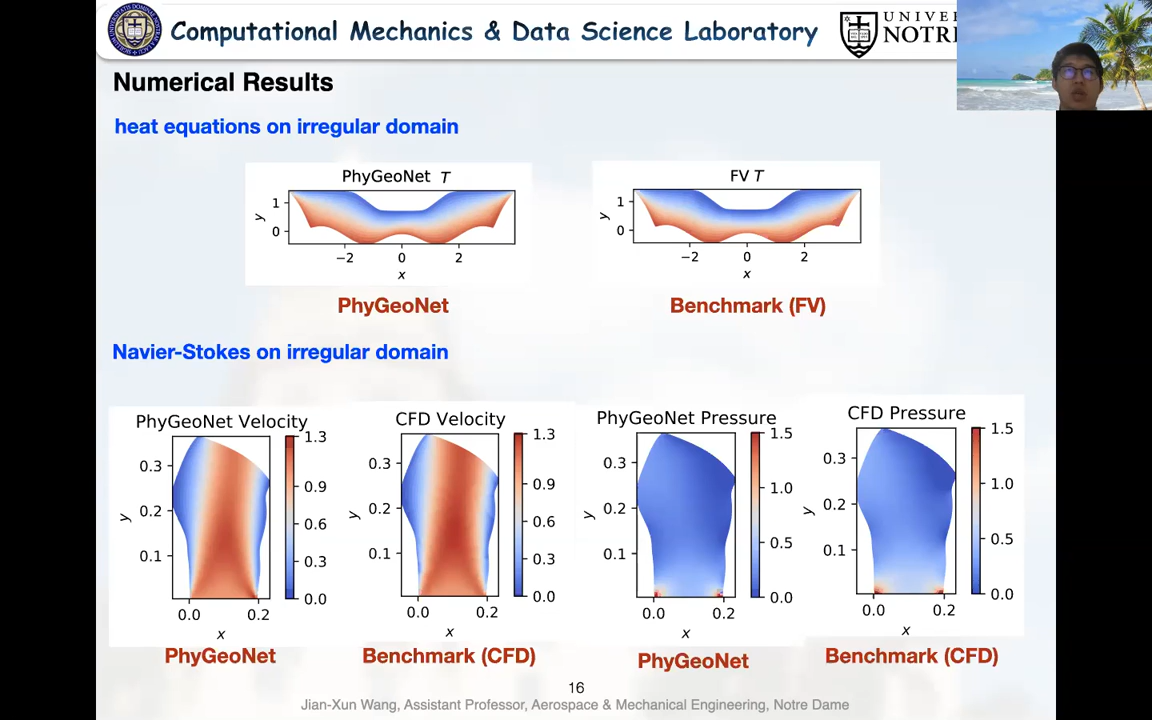 Computational Mechanics & Data Science Laboratory
UNIVE
NOTR
Numerical Results
heat equations on irregular domain
PhyGeoNet T
1
0
y
−2 0 2
x
PhyGeoNet
FV T
1
0
y
−2 0 2
x
Benchmark (FV)
Navier-Stokes on irregular domain
PhyGeoNet Velocity
0.3
0.2
0.1
y
0.0 0.2
x
1.3
0.9
0.6
0.3
0.0
PhyGeoNet
CFD Velocity
0.3
0.2
0.1
y
0.0 0.2
x
1.3
0.9
0.6
0.3
0.0
Benchmark (CFD)
PhyGeoNet Pressure
0.3
0.2
0.1
y
0.0 0.2
x
1.5
1.0
0.5
0.0
PhyGeoNet
CFD Pressure
0.3
0.2
0.1
y
0.0 0.2
x
1.5
1.0
0.5
0.0
Benchmark (CFD)
16
Jian-Xun Wang, Assistant Professor, Aerospace & Mechanical Engineering, Notre Dame